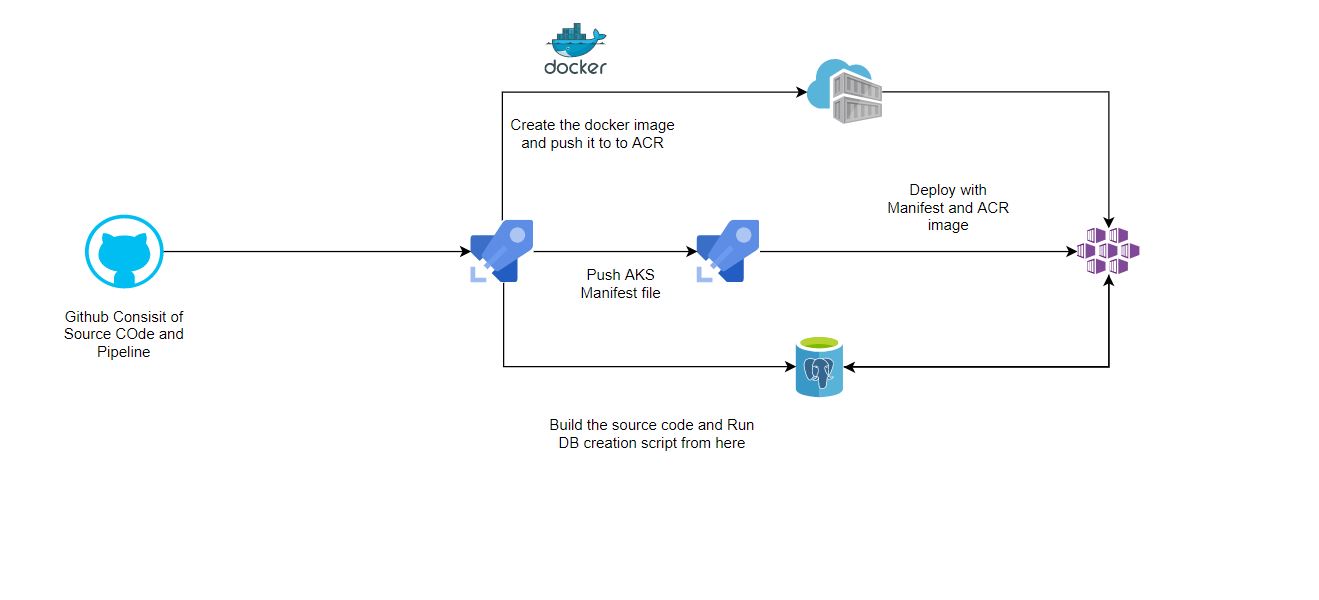 docker
Create the docker image
and push it to to ACR
Deploy with
Manifest and ACR
image
Push AKS
Manifest file
Github Consisit of
Source COde and
Pipeline
Build the source code and Run
DB creation script from here